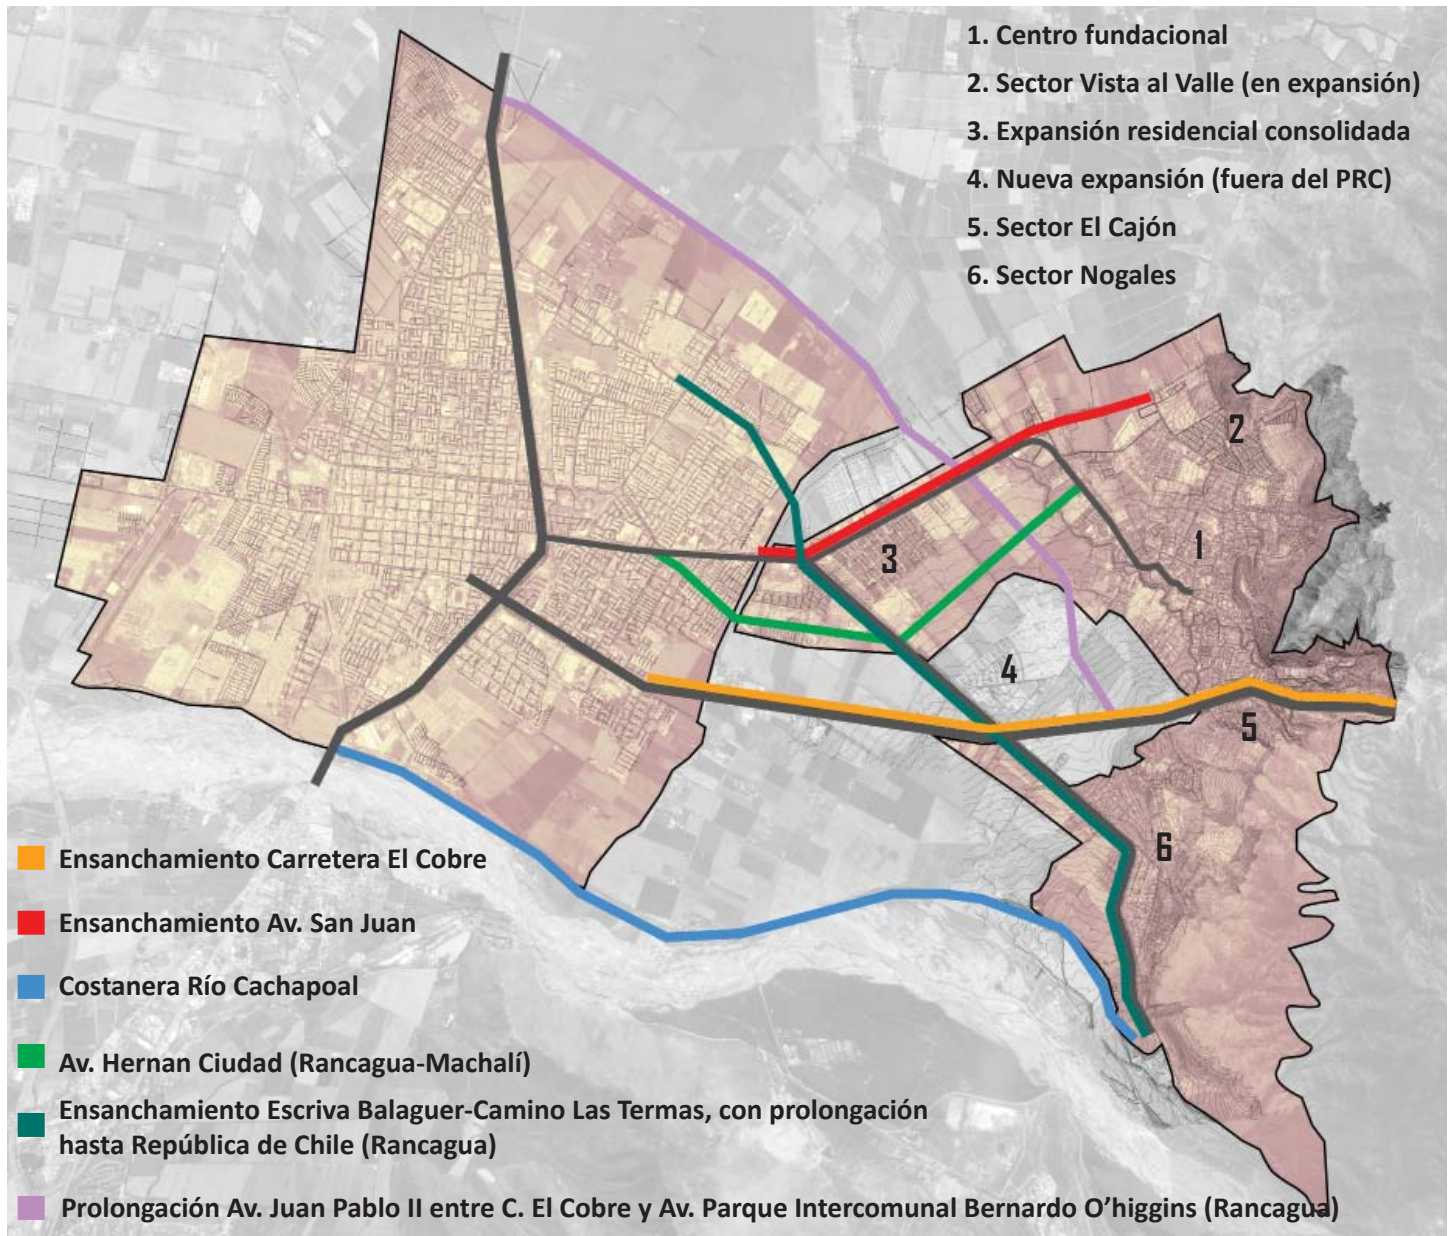 1. Centro fundacional
2. Sector Vista al Valle (en expansión)
3. Expansión residencial consolidada
4. Nueva expansión (fuera del PRC)
5. Sector El Cajón
6. Sector Nogales
2
1
3
4
5
6
Ensanchamiento Carretera El Cobre
Ensanchamiento Av. San Juan
Costanera Río Cachapoal
Av. Hernan Ciudad (Rancagua-Machalí)
Ensanchamiento Escriva Balaguer-Camino Las Termas, con prolongación
hasta República de Chile (Rancagua)
Prolongación Av. Juan Pablo II entre C. El Cobre y Av. Parque Intercomunal Bernardo O’higgins (Rancagua)